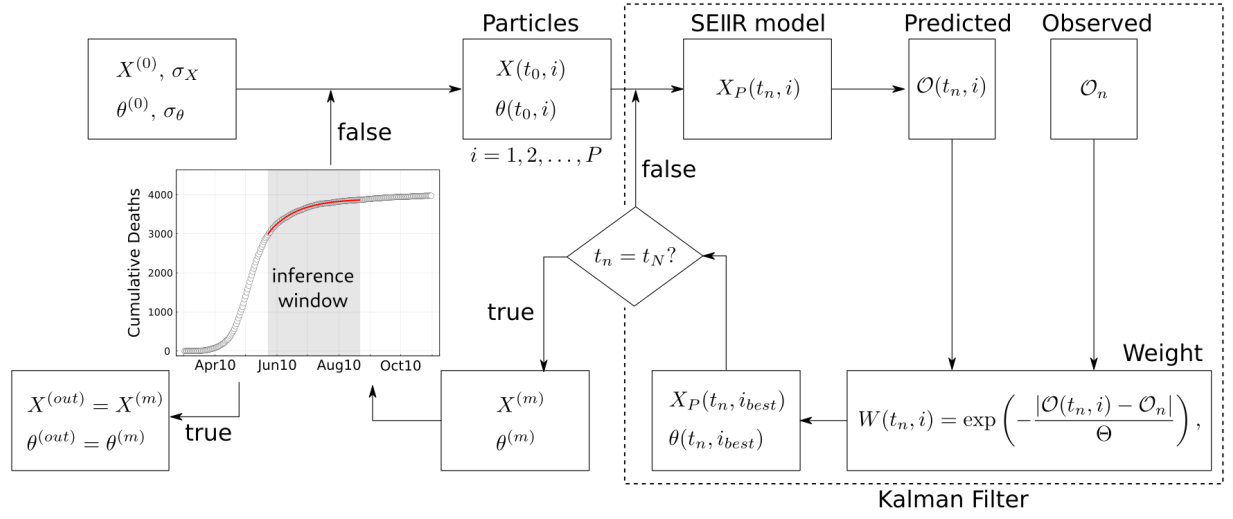 Particles
SEIIR model
Predicted
Observed
X^{(0)}, σ_X
θ^{(0)}, σ_θ
X(t_0, i)
θ(t_0, i)
X_P(t_n, i)
𝒪(t_n, i)
𝒪_n
i = 1, 2, . . . , P
false
false
Cumulative Deaths
4000
3000
2000
1000
0
inference
window
Apr10 Jun10 Aug10 Oct10
t_n = t_N?
true
Weight
X^{(out)} = X^{(m)}
θ^{(out)} = θ^{(m)}
true
X^{(m)}
θ^{(m)}
X_P(t_n, i_{best})
θ(t_n, i_{best})
W(t_n, i) = exp ( − |𝒪(t_n, i) − 𝒪_n| / Θ ) ,
Kalman Filter